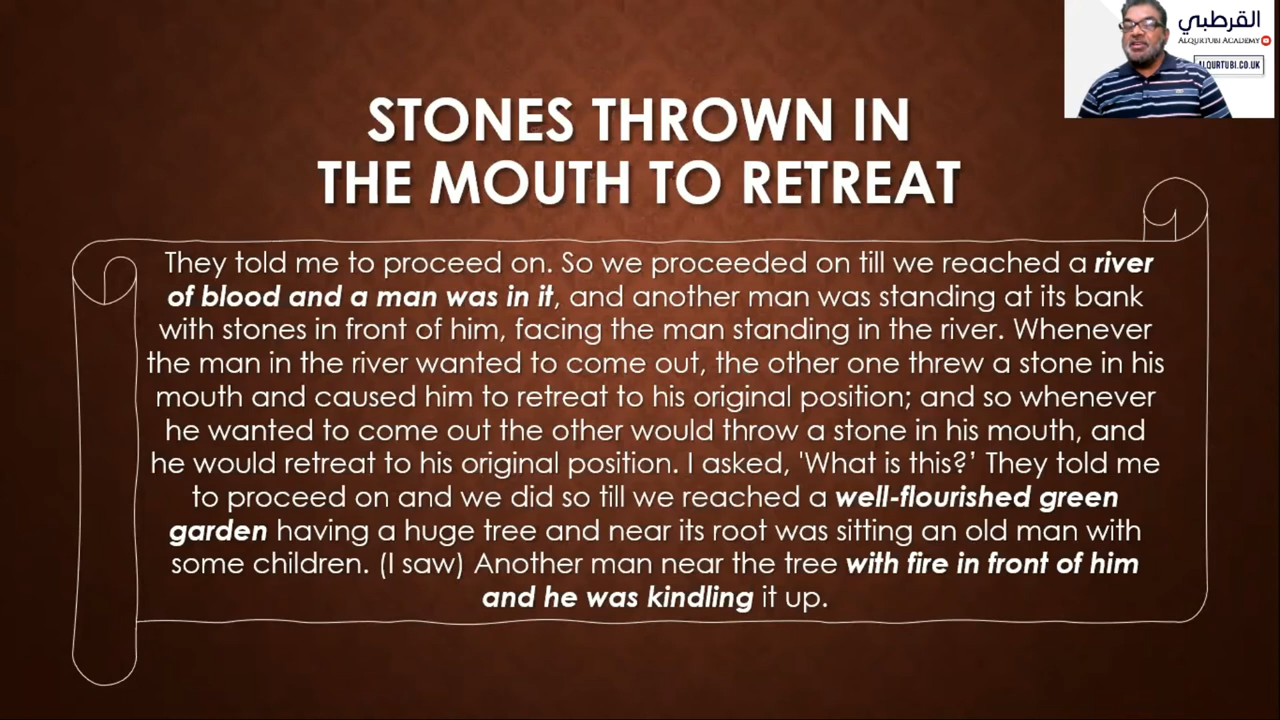 القرطبي
ALQURTUBI ACADEMY
ALQURTUBI.CO.UK
STONES THROWN IN
THE MOUTH TO RETREAT
They told me to proceed on. So we proceeded on till we reached a river
of blood and a man was in it, and another man was standing at its bank
with stones in front of him, facing the man standing in the river. Whenever
the man in the river wanted to come out, the other one threw a stone in his
mouth and caused him to retreat to his original position; and so whenever
he wanted to come out the other would throw a stone in his mouth, and
he would retreat to his original position. I asked, 'What is this?’ They told me
to proceed on and we did so till we reached a well-flourished green
garden having a huge tree and near its root was sitting an old man with
some children. (I saw) Another man near the tree with fire in front of him
and he was kindling it up.